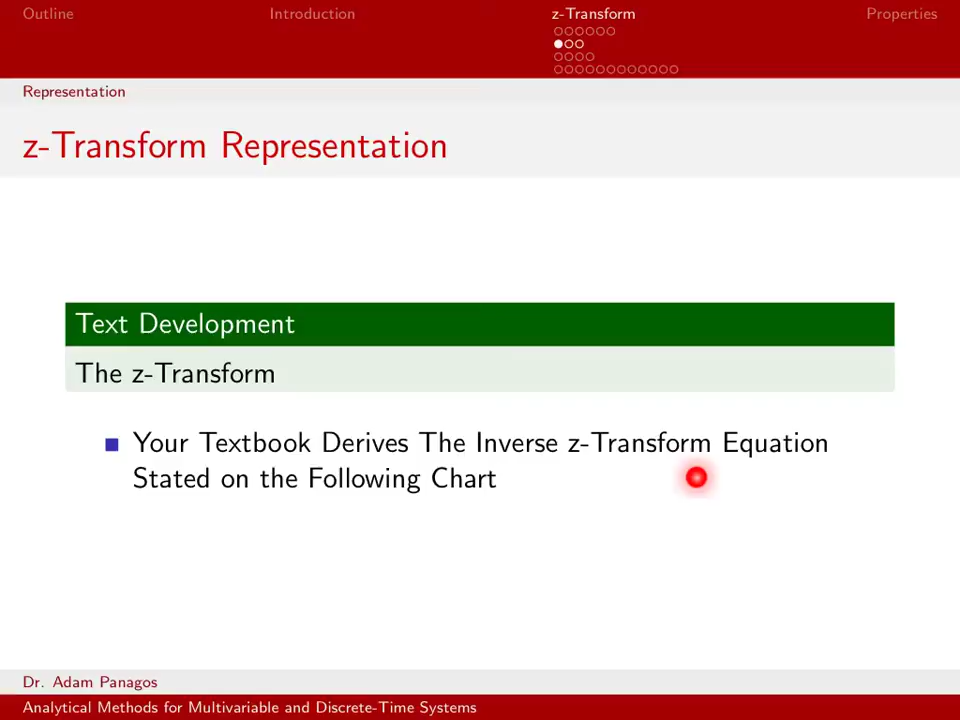 Outline
Introduction
z-Transform
Properties
Representation
z-Transform Representation
Text Development
The z-Transform
Your Textbook Derives The Inverse z-Transform Equation
Stated on the Following Chart
Dr. Adam Panagos
Analytical Methods for Multivariable and Discrete-Time Systems